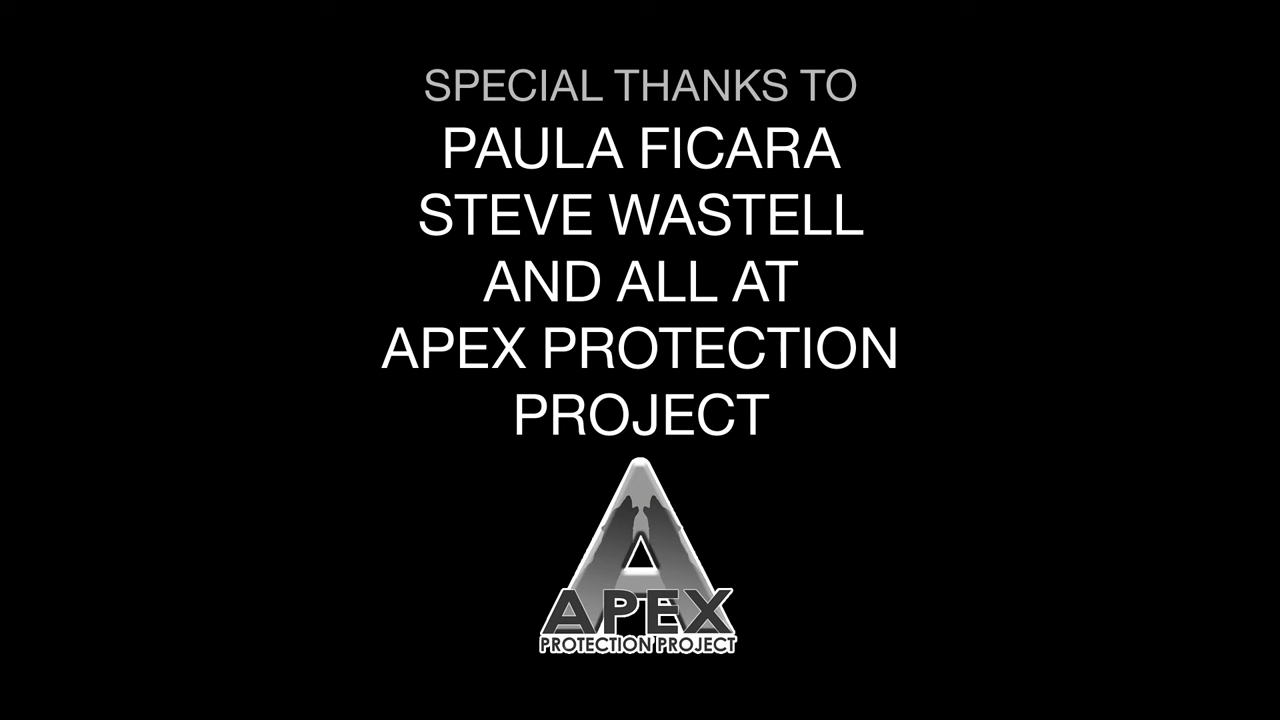 SPECIAL THANKS TO
PAULA FICARA
STEVE WASTELL
AND ALL AT
APEX PROTECTION
PROJECT
APEX
PROTECTION PROJECT